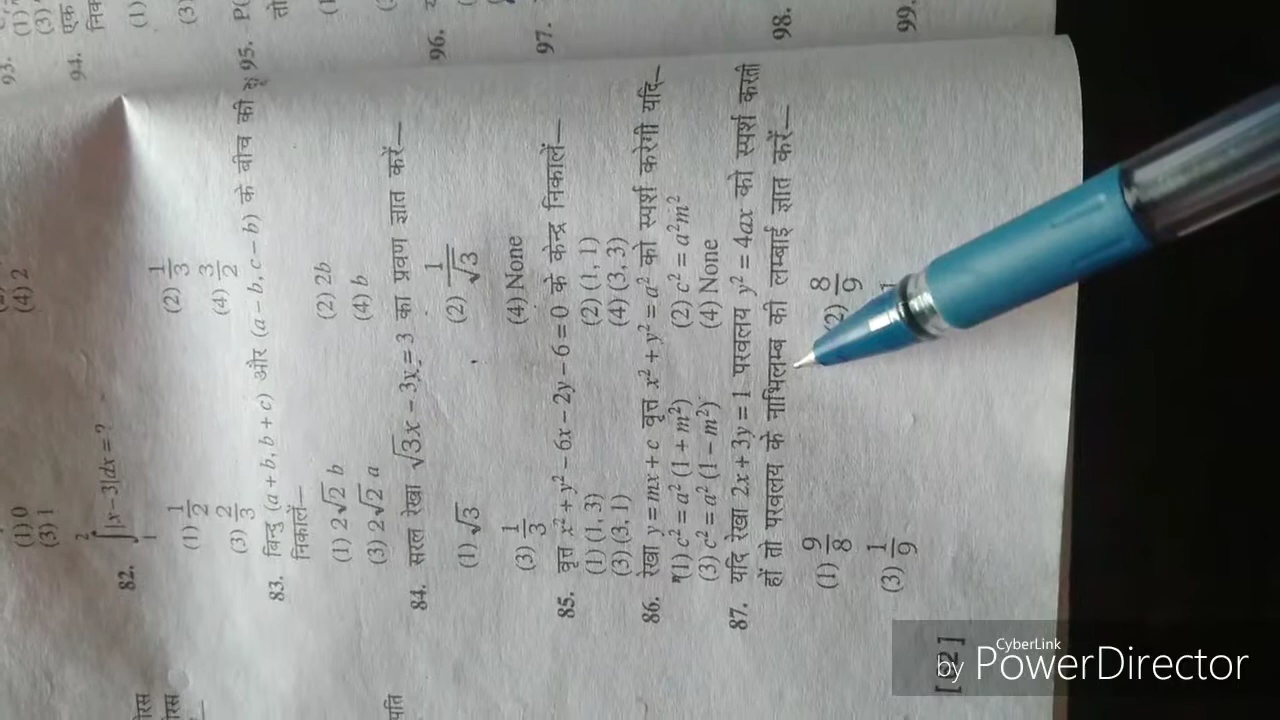 (1) 0
(3) 1
(4) 2
82. ∫₁² |x – 3| dx = ?
(1) 1/2 (2) 1/3
(3) 2/3 (4) 3/2
83. बिन्दु (a + b, b + c) और (a – b, c – b) के बीच की
निकालें—
(1) 2√2 b (2) 2b
(3) 2√2 a (4) b
84. सरल रेखा √3x – 3y = 3 का प्रवण ज्ञात करें—
(1) √3 (2) 1/√3
(3) 1/3 (4) None
85. वृत्त x² + y² – 6x – 2y – 6 = 0 के केन्द्र निकालें—
(1) (1, 3) (2) (1, 1)
(3) (3, 1) (4) (3, 3)
86. रेखा y = mx + c वृत्त x² + y² = a² को स्पर्श करेगी यदि—
(1) c² = a² (1 + m²) (2) c² = a²m²
(3) c² = a² (1 – m²) (4) None
87. यदि रेखा 2x + 3y = 1 परवलय y² = 4ax को स्पर्श करती
हों तो परवलय के नाभिलम्ब की लम्बाई ज्ञात करें—
(1) 9/8 (2) 8/9
(3) 1/9
93.
(1)
(3)
94. एक
निक
(1)
(3)
95. P(
तो
96.
97.
98.
99.
by CyberLink PowerDirector